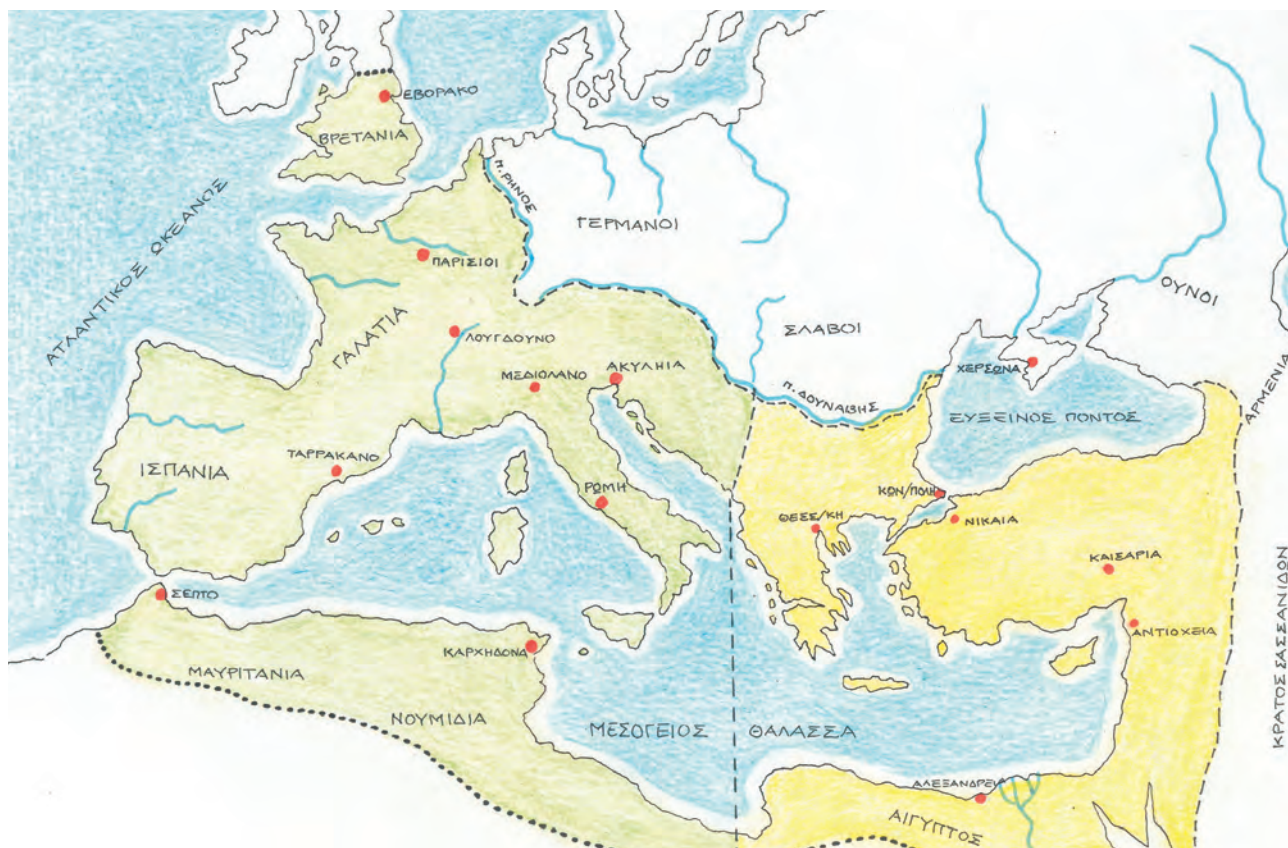 ΕΒΟΡΑΚΟ
ΒΡΕΤΑΝΙΑ
ΑΤΛΑΝΤΙΚΟΣ ΩΚΕΑΝΟΣ
Π. ΡΗΝΟΣ
ΓΕΡΜΑΝΟΙ
ΠΑΡΙΣΙΟΙ
ΓΑΛΑΤΙΑ
ΛΟΥΓΔΟΥΝΟ
ΜΕΔΙΟΛΑΝΟ
ΑΚΥΛΗΙΑ
ΣΛΑΒΟΙ
Π. ΔΟΥΝΑΒΗΣ
ΟΥΝΟΙ
ΧΕΡΣΩΝΑ
ΑΡΜΕΝΙΑ
ΕΥΞΕΙΝΟΣ ΠΟΝΤΟΣ
ΙΣΠΑΝΙΑ
ΤΑΡΡΑΚΑΝΟ
ΡΩΜΗ
ΚΩΝ/ΠΟΛΗ
ΘΕΣΣ/ΚΗ
ΝΙΚΑΙΑ
ΚΑΙΣΑΡΙΑ
ΣΕΠΤΟ
ΑΝΤΙΟΧΕΙΑ
ΚΑΡΧΗΔΟΝΑ
ΜΑΥΡΙΤΑΝΙΑ
ΝΟΥΜΙΔΙΑ
ΜΕΣΟΓΕΙΟΣ ΘΑΛΑΣΣΑ
ΚΡΑΤΟΣ ΣΑΣΣΑΝΙΔΩΝ
ΑΛΕΞΑΝΔΡΕΙΑ
ΑΙΓΥΠΤΟΣ